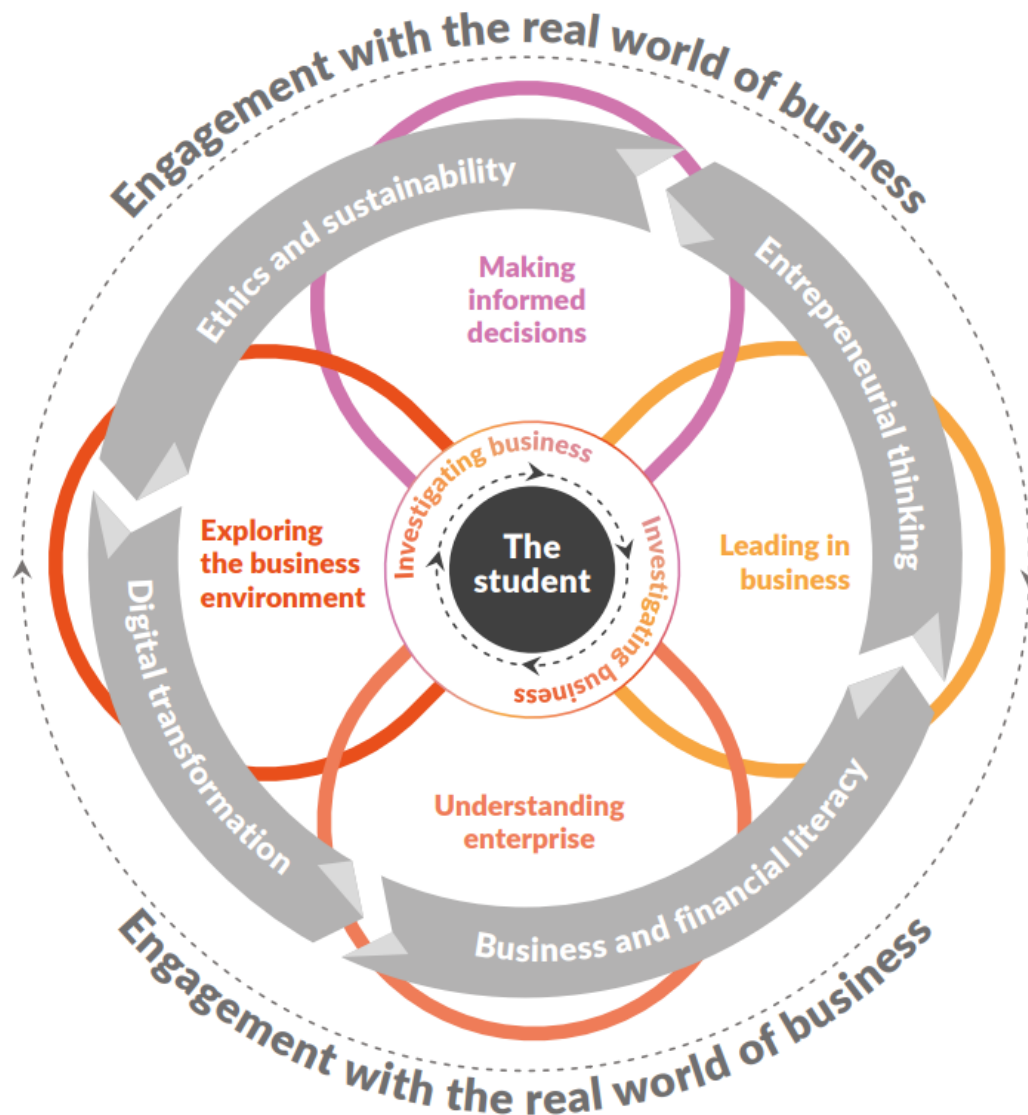 Engagement with the real world of business
Ethics and sustainability
Entrepreneurial thinking
Making
informed
decisions
Investigating business
Investigating business
The
student
Exploring
the business
environment
Leading in
business
Digital transformation
Understanding
enterprise
Business and financial literacy
Engagement with the real world of business